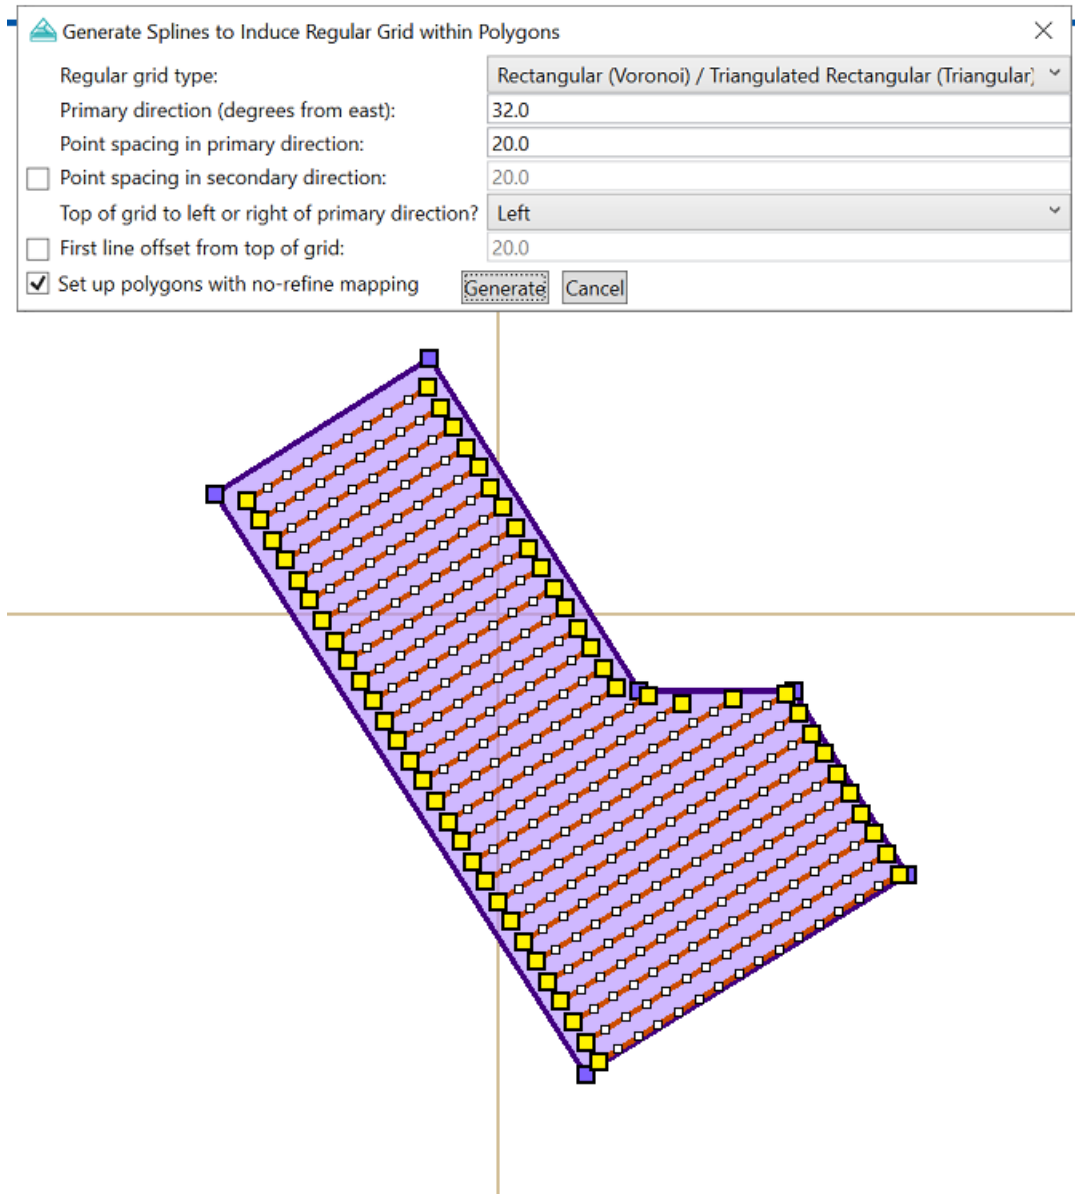 Generate Splines to Induce Regular Grid within Polygons
Regular grid type: Rectangular (Voronoi) / Triangulated Rectangular (Triangular)
Primary direction (degrees from east): 32.0
Point spacing in primary direction: 20.0
Point spacing in secondary direction: 20.0
Top of grid to left or right of primary direction? Left
First line offset from top of grid: 20.0
Set up polygons with no-refine mapping Generate Cancel